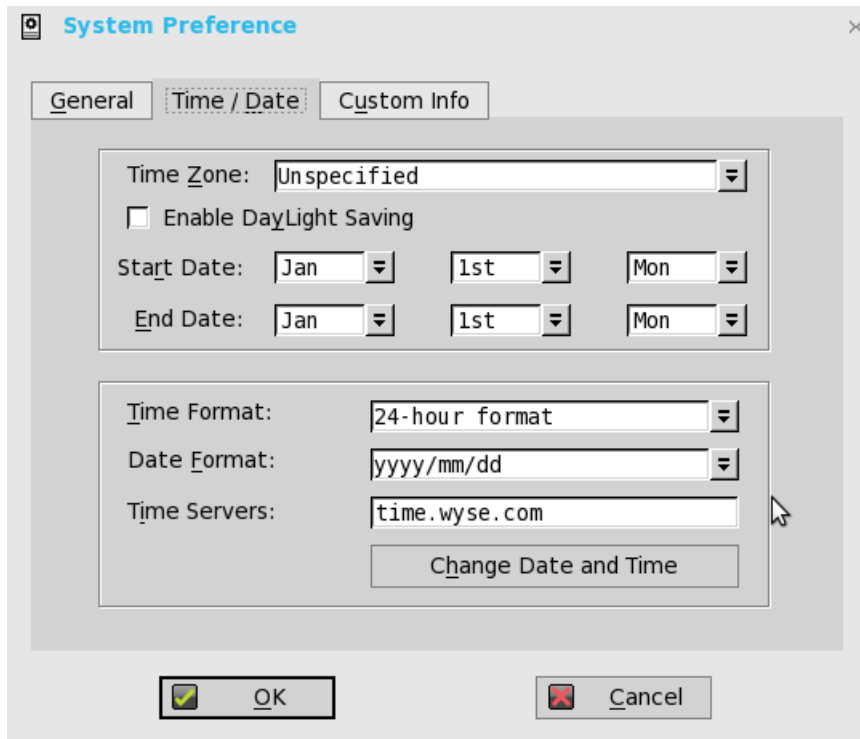 System Preference
General Time / Date Custom Info
Time Zone: Unspecified
Enable DayLight Saving
Start Date: Jan 1st Mon
End Date: Jan 1st Mon
Time Format: 24-hour format
Date Format: yyyy/mm/dd
Time Servers: time.wyse.com
Change Date and Time
OK Cancel